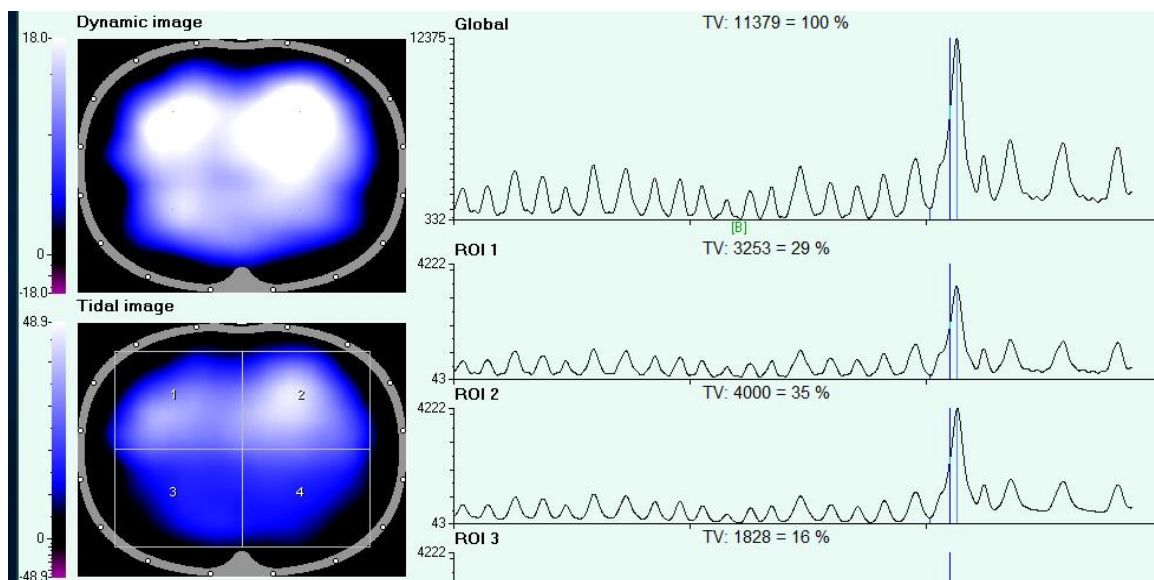 Dynamic image
18.0
0
-18.0
Tidal image
48.9
0
-48.9
1
2
3
4
Global
TV: 11379 = 100 %
12375
332
[B]
ROI 1
TV: 3253 = 29 %
4222
43
ROI 2
TV: 4000 = 35 %
4222
43
ROI 3
TV: 1828 = 16 %
4222